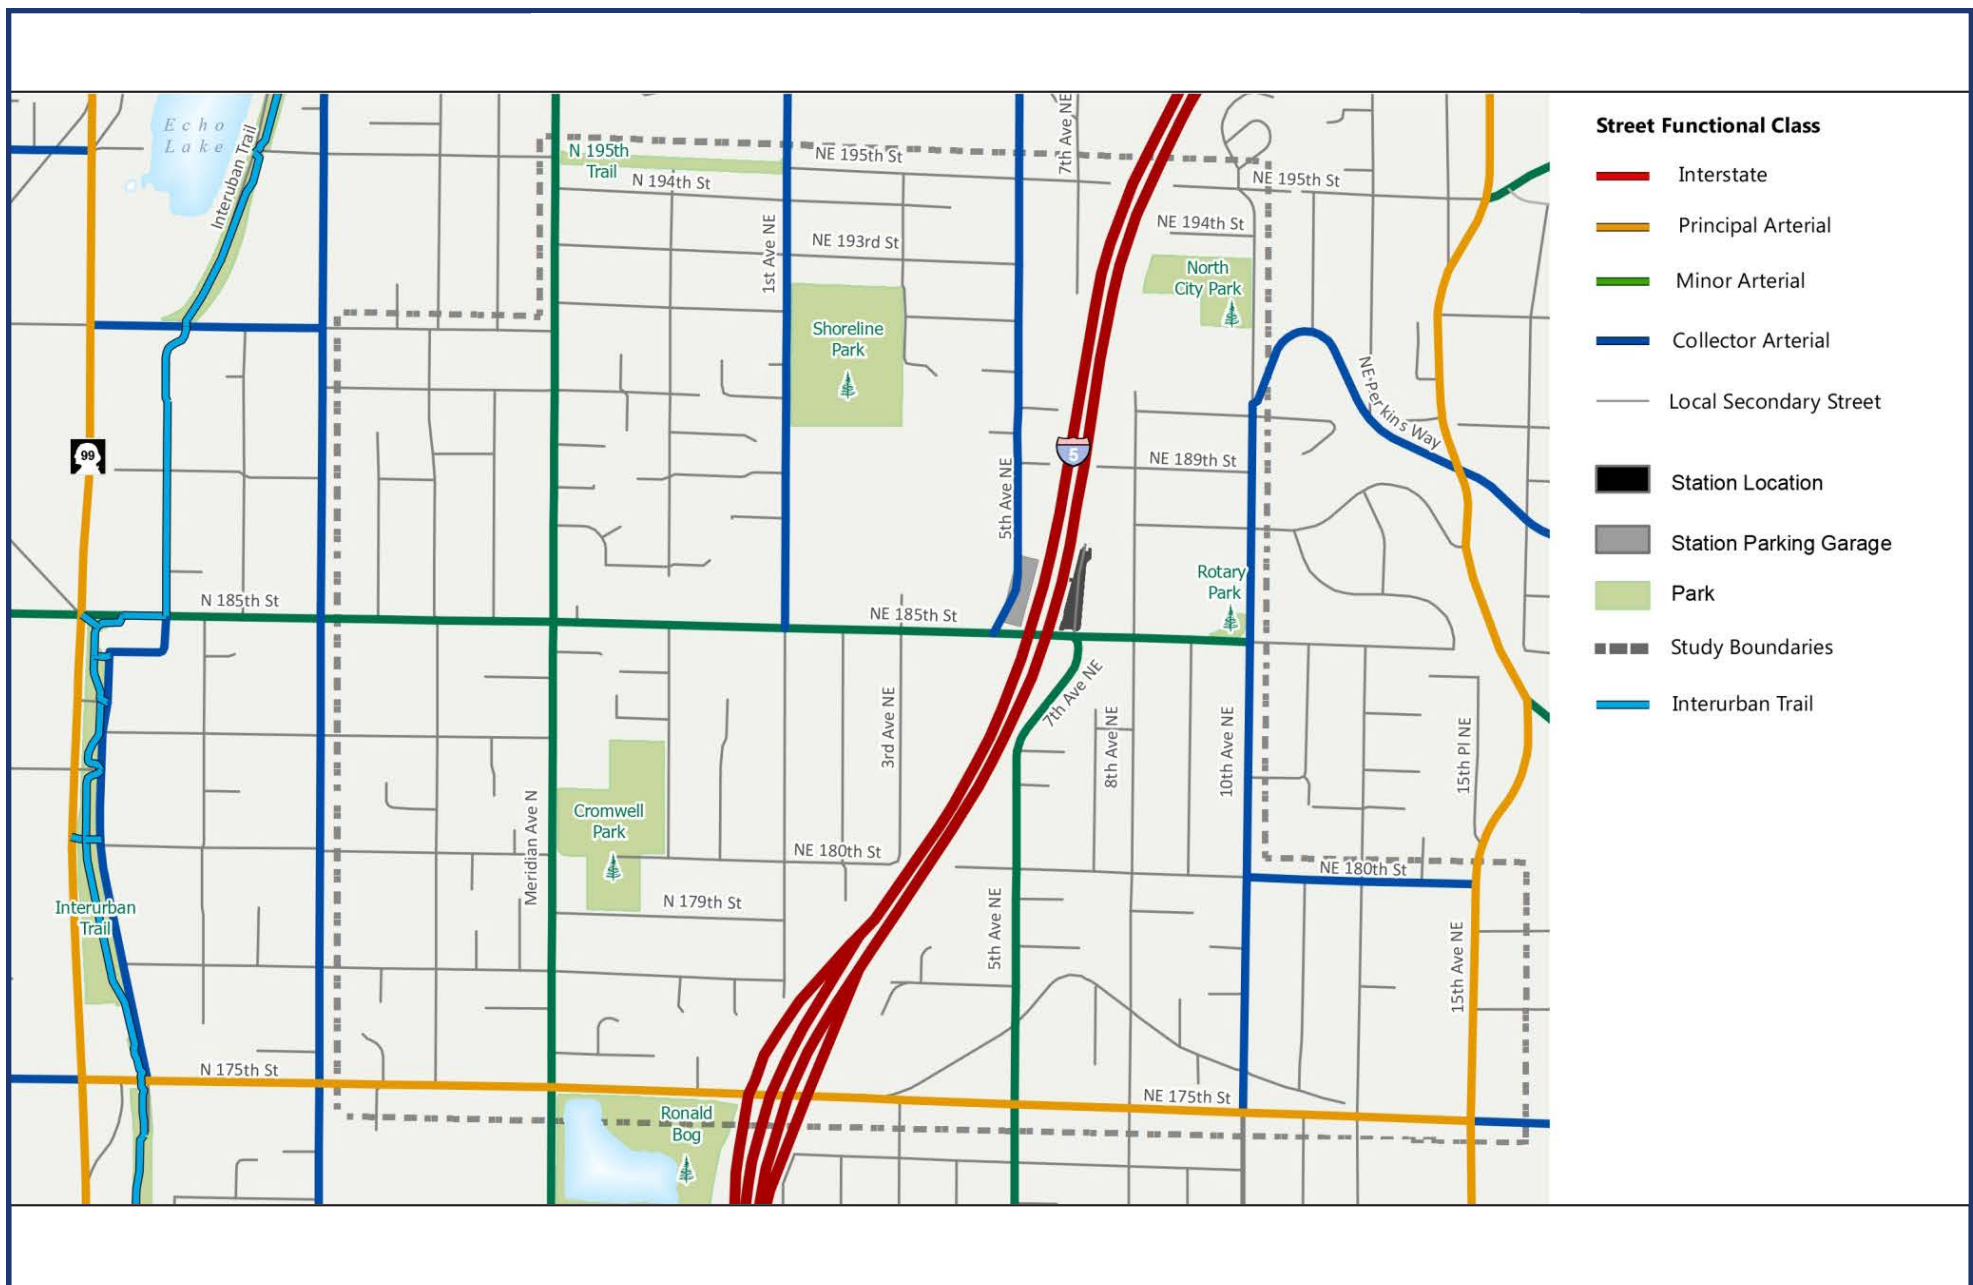 Echo
Lake
Interuban Trail
N 195th
Trail
N 194th St
1st Ave NE
NE 195th St
7th Ave NE
NE 195th St
NE 194th St
NE 193rd St
North
City Park
Shoreline
Park
NE Perkins Way
99
5
5th Ave NE
NE 189th St
Rotary
Park
N 185th St
NE 185th St
7th Ave NE
3rd Ave NE
8th Ave NE
10th Ave NE
15th Pl NE
Meridian Ave N
Cromwell
Park
NE 180th St
NE 180th St
N 179th St
Interurban
Trail
5th Ave NE
15th Ave NE
N 175th St
NE 175th St
Ronald
Bog
Street Functional Class
Interstate
Principal Arterial
Minor Arterial
Collector Arterial
Local Secondary Street
Station Location
Station Parking Garage
Park
Study Boundaries
Interurban Trail